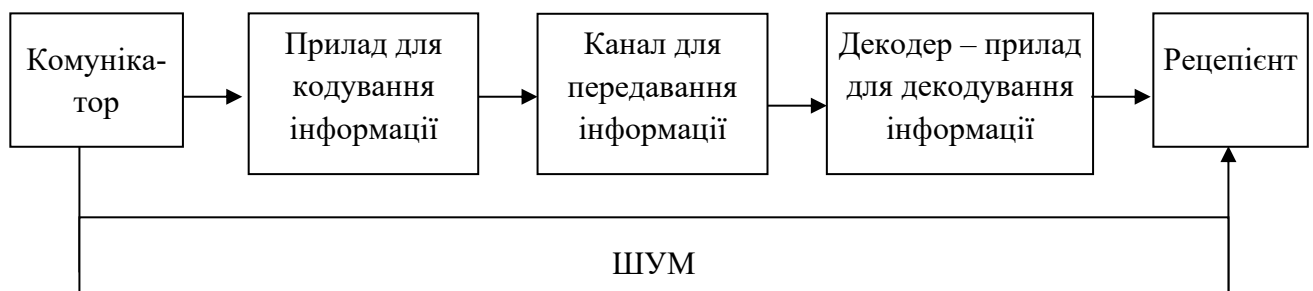 Комуніка-
тор
Прилад для
кодування
інформації
Канал для
передавання
інформації
Декодер – прилад
для декодування
інформації
Рецепієнт
ШУМ